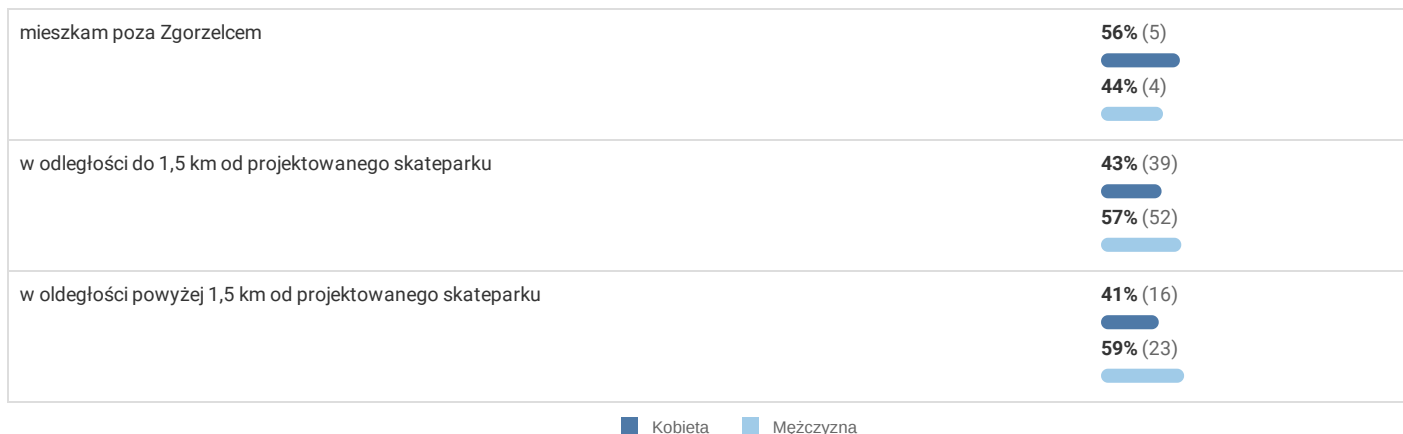 mieszkam poza Zgorzelcem
56% (5)
44% (4)
w odległości do 1,5 km od projektowanego skateparku
43% (39)
57% (52)
w oldegłości powyżej 1,5 km od projektowanego skateparku
41% (16)
59% (23)
Kobieta Mężczyzna